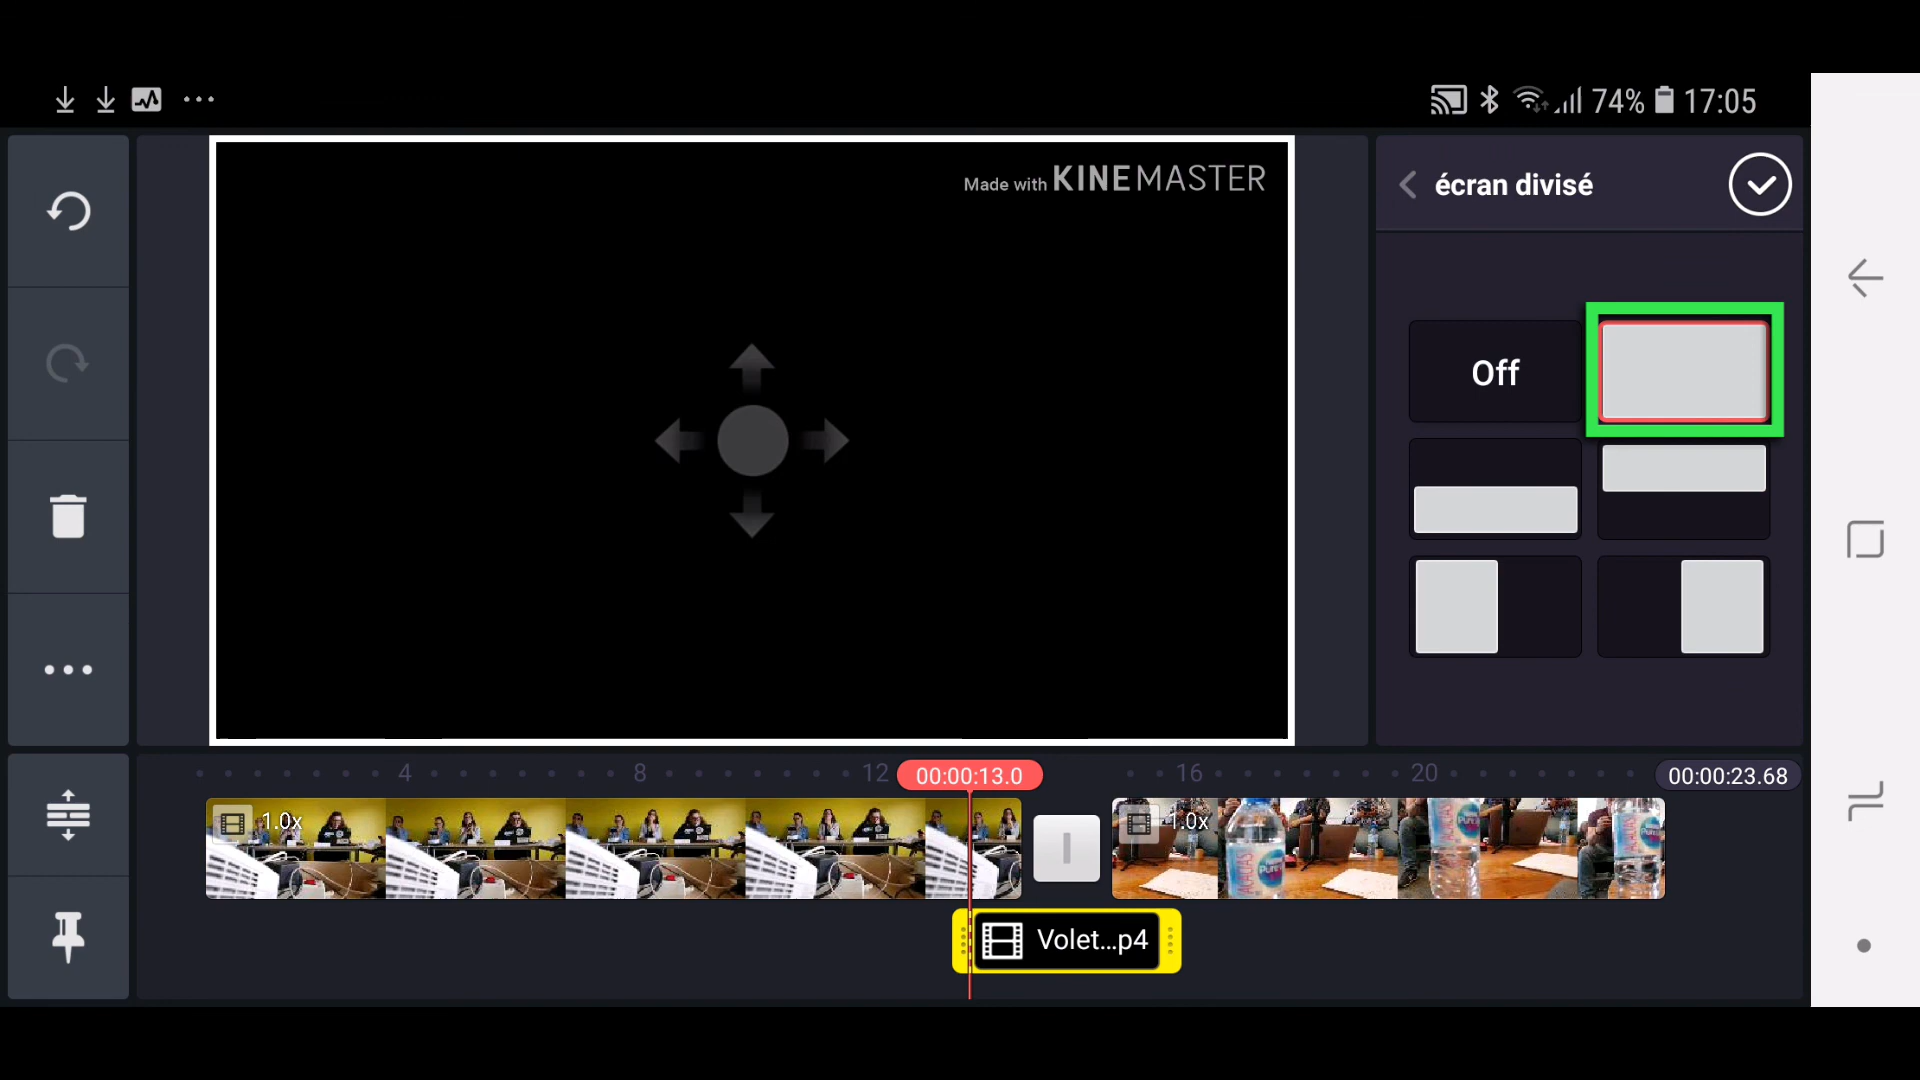 74% 17:05
Made with KINEMASTER
écran divisé
Off
4 8 12 00:00:13.0 16 20 00:00:23.68
1.0x 1.0x
Volet...p4